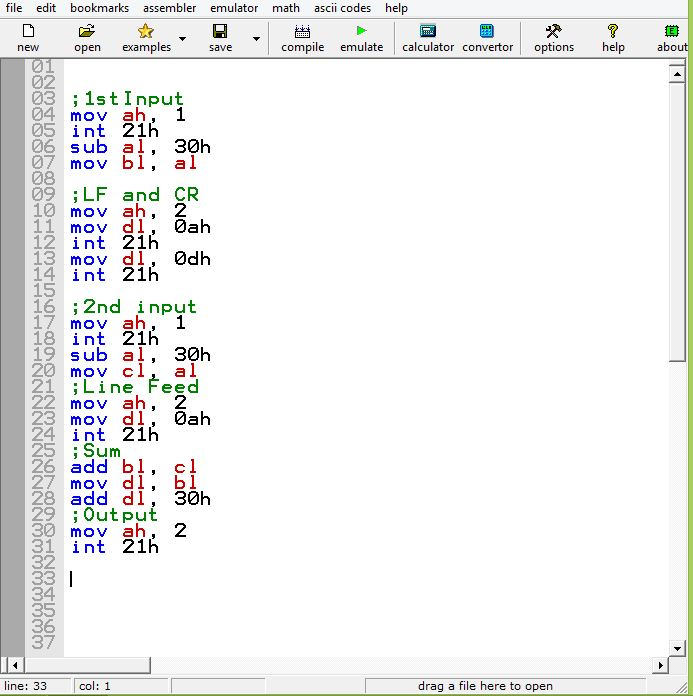 file edit bookmarks assembler emulator math ascii codes help
new open examples save compile emulate calculator convertor options help about
01
02
03 ;1stInput
04 mov ah, 1
05 int 21h
06 sub al, 30h
07 mov bl, al
08
09 ;LF and CR
10 mov ah, 2
11 mov dl, 0ah
12 int 21h
13 mov dl, 0dh
14 int 21h
15
16 ;2nd input
17 mov ah, 1
18 int 21h
19 sub al, 30h
20 mov cl, al
21 ;Line Feed
22 mov ah, 2
23 mov dl, 0ah
24 int 21h
25 ;Sum
26 add bl, cl
27 mov dl, bl
28 add dl, 30h
29 ;Output
30 mov ah, 2
31 int 21h
32
33
34
35
36
37
line: 33 col: 1 drag a file here to open